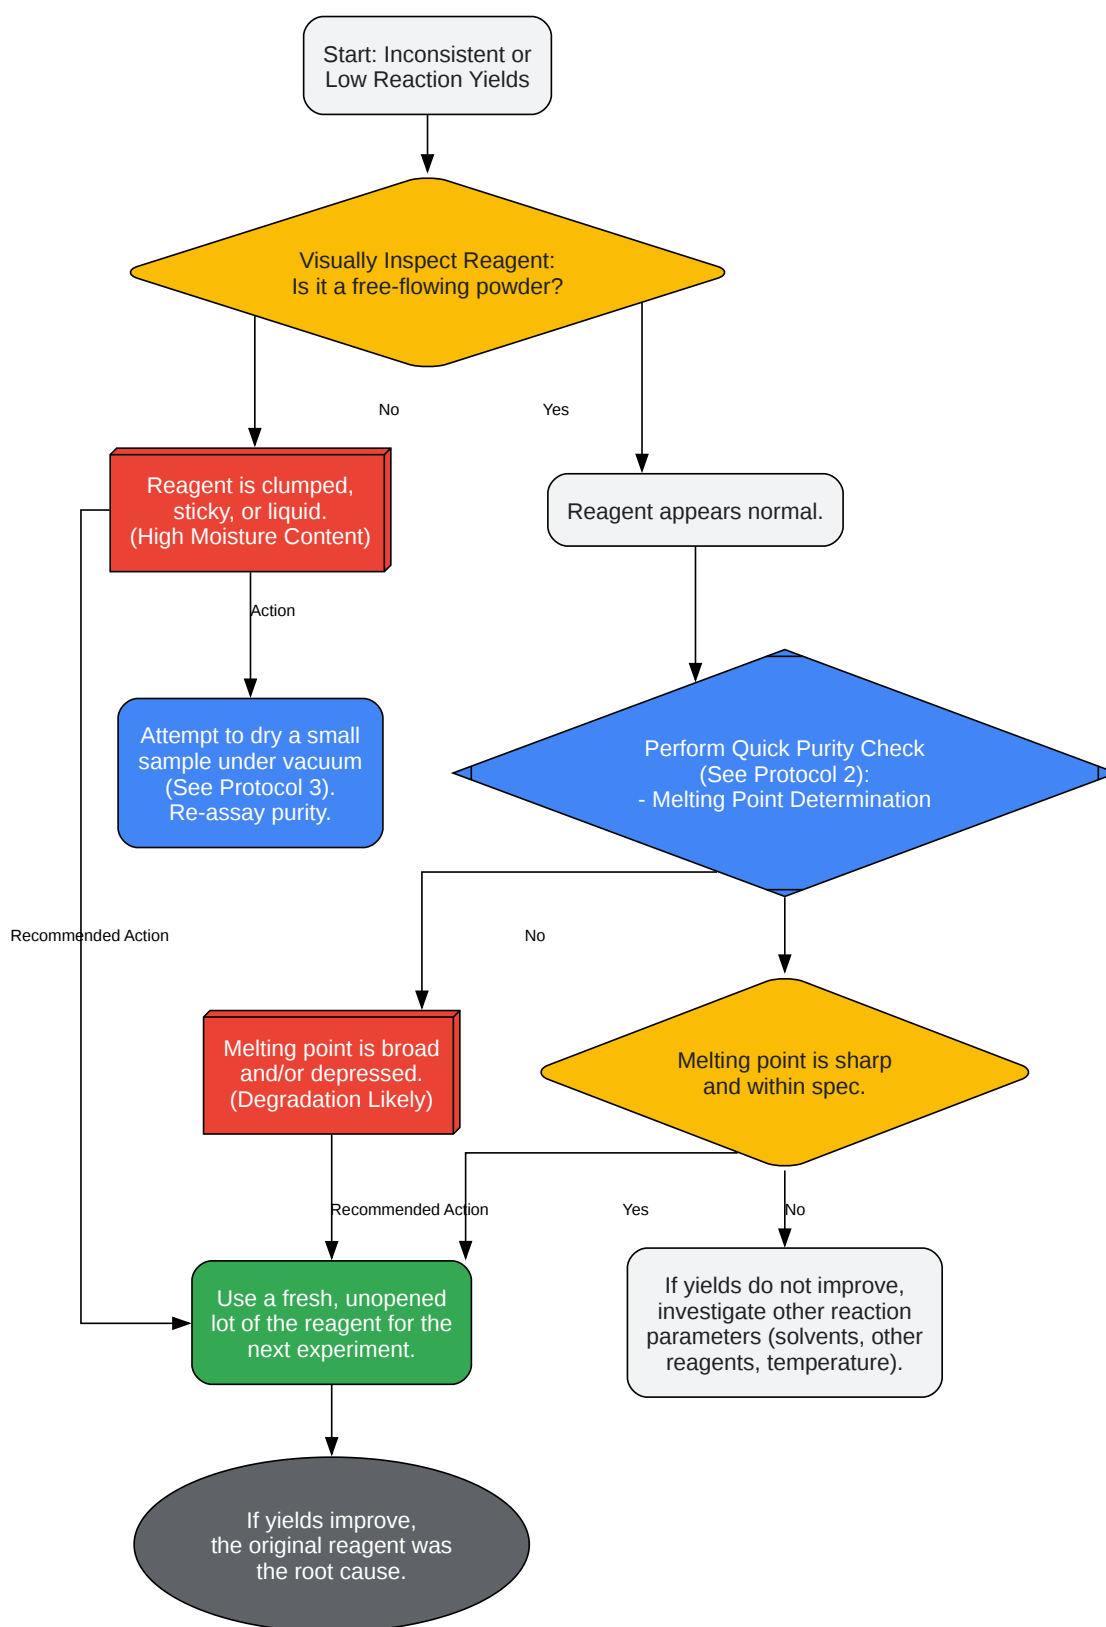 Start: Inconsistent or
Low Reaction Yields
Visually Inspect Reagent:
Is it a free-flowing powder?
No
Yes
Reagent is clumped,
sticky, or liquid.
(High Moisture Content)
Reagent appears normal.
Action
Attempt to dry a small
sample under vacuum
(See Protocol 3).
Re-assay purity.
Perform Quick Purity Check
(See Protocol 2):
- Melting Point Determination
Recommended Action
No
Melting point is broad
and/or depressed.
(Degradation Likely)
Melting point is sharp
and within spec.
Recommended Action
Yes
No
Use a fresh, unopened
lot of the reagent for the
next experiment.
If yields do not improve,
investigate other reaction
parameters (solvents, other
reagents, temperature).
If yields improve,
the original reagent was
the root cause.